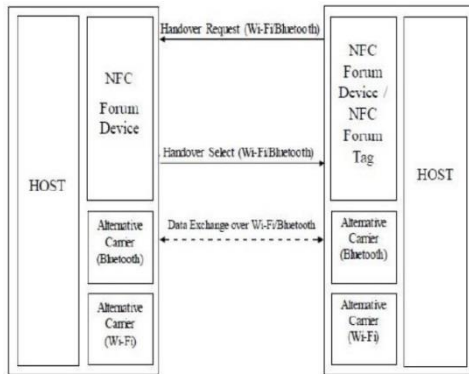 Handover Request (Wi-Fi/Bluetooth)
HOST
NFC
Forum
Device
Handover Select (Wi-Fi/Bluetooth)
NFC
Forum
Device /
NFC
Forum
Tag
HOST
Alternative
Carrier
(Bluetooth)
Data Exchange over Wi-Fi/Bluetooth
Alternative
Carrier
(Bluetooth)
Alternative
Carrier
(Wi-Fi)
Alternative
Carrier
(Wi-Fi)